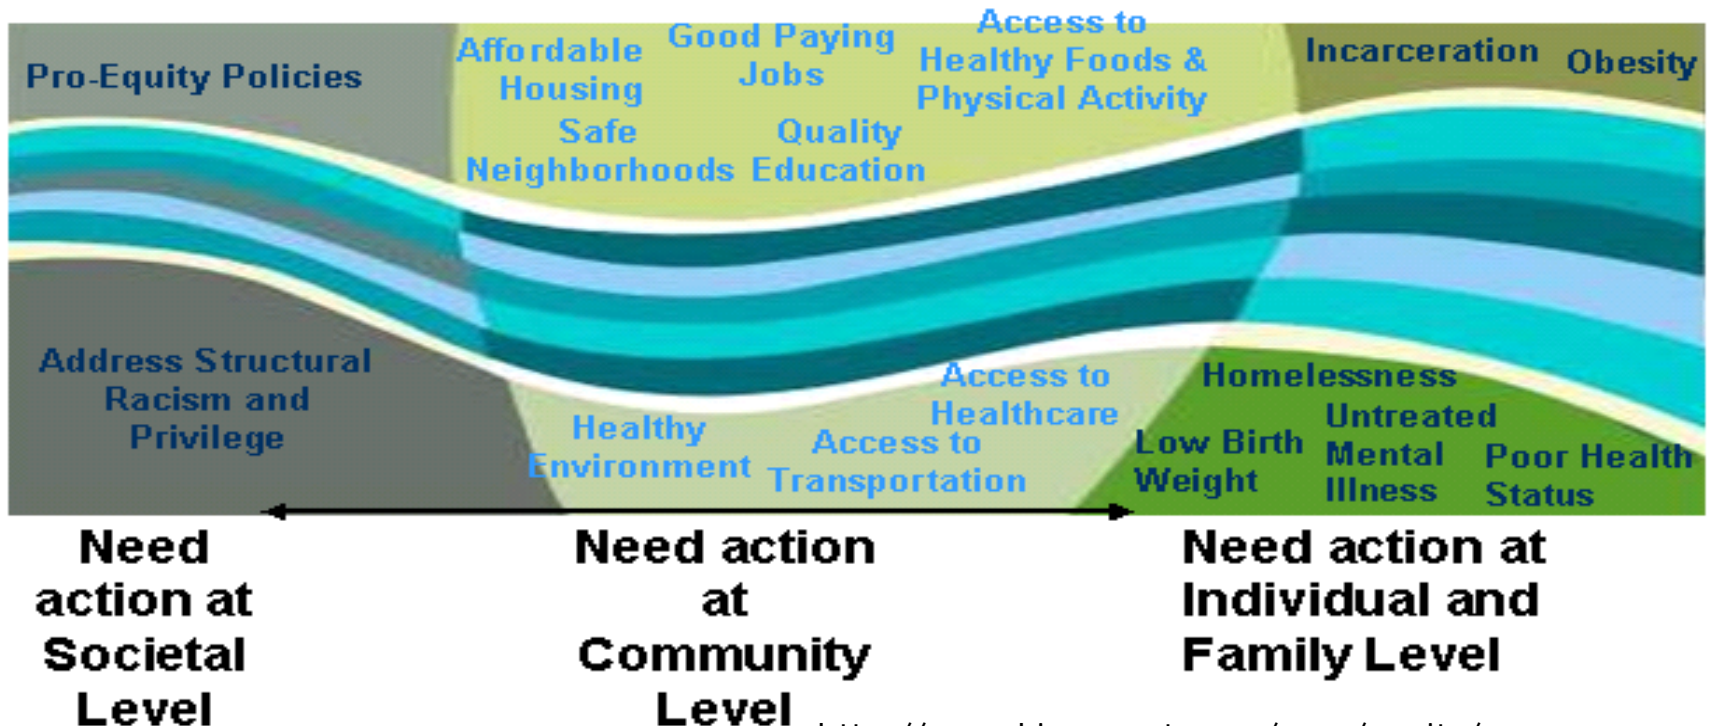 Pro-Equity Policies
Address Structural
Racism and
Privilege
Affordable
Housing
Good Paying
Jobs
Access to
Healthy Foods &
Physical Activity
Safe
Neighborhoods
Quality
Education
Healthy
Environment
Access to
Transportation
Access to
Healthcare
Incarceration
Obesity
Homelessness
Low Birth
Weight
Untreated
Mental
Illness
Poor Health
Status
Need
action at
Societal
Level
Need action
at
Community
Level
Need action at
Individual and
Family Level